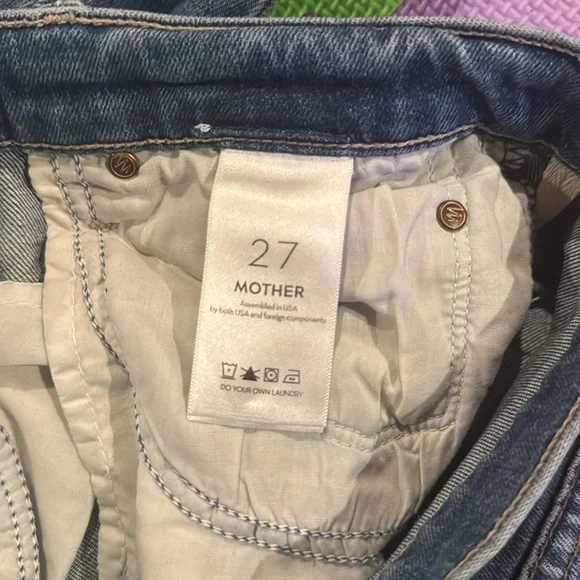 27
MOTHER
Assembled in USA
by both USA and foreign components
DO YOUR OWN LAUNDRY